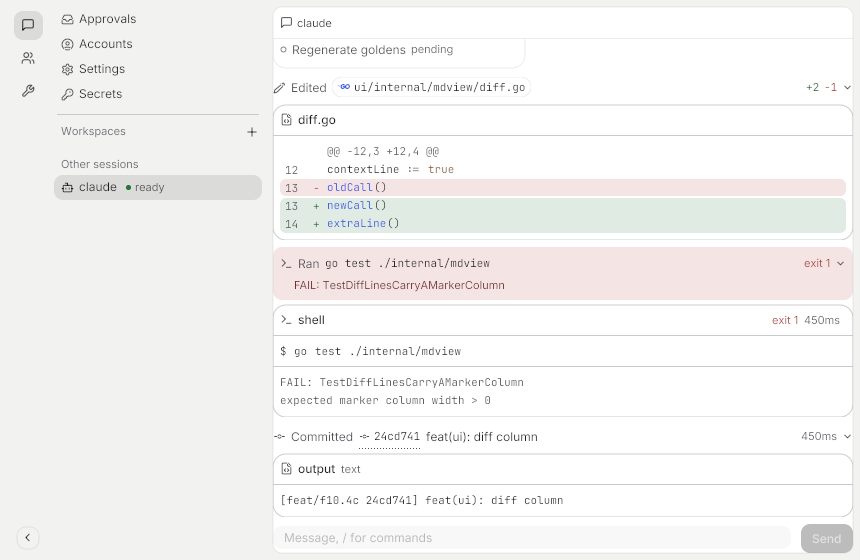 Approvals
Accounts
Settings
Secrets
Workspaces
Other sessions
claude ready
claude
Regenerate goldens pending
Edited ui/internal/mdview/diff.go +2 -1
diff.go
@@ -12,3 +12,4 @@
12 contextLine := true
13 - oldCall()
13 + newCall()
14 + extraLine()
Ran go test ./internal/mdview exit 1
FAIL: TestDiffLinesCarryAMarkerColumn
shell exit 1 450ms
$ go test ./internal/mdview
FAIL: TestDiffLinesCarryAMarkerColumn
expected marker column width > 0
Committed 24cd741 feat(ui): diff column 450ms
output text
[feat/f10.4c 24cd741] feat(ui): diff column
Message, / for commands
Send